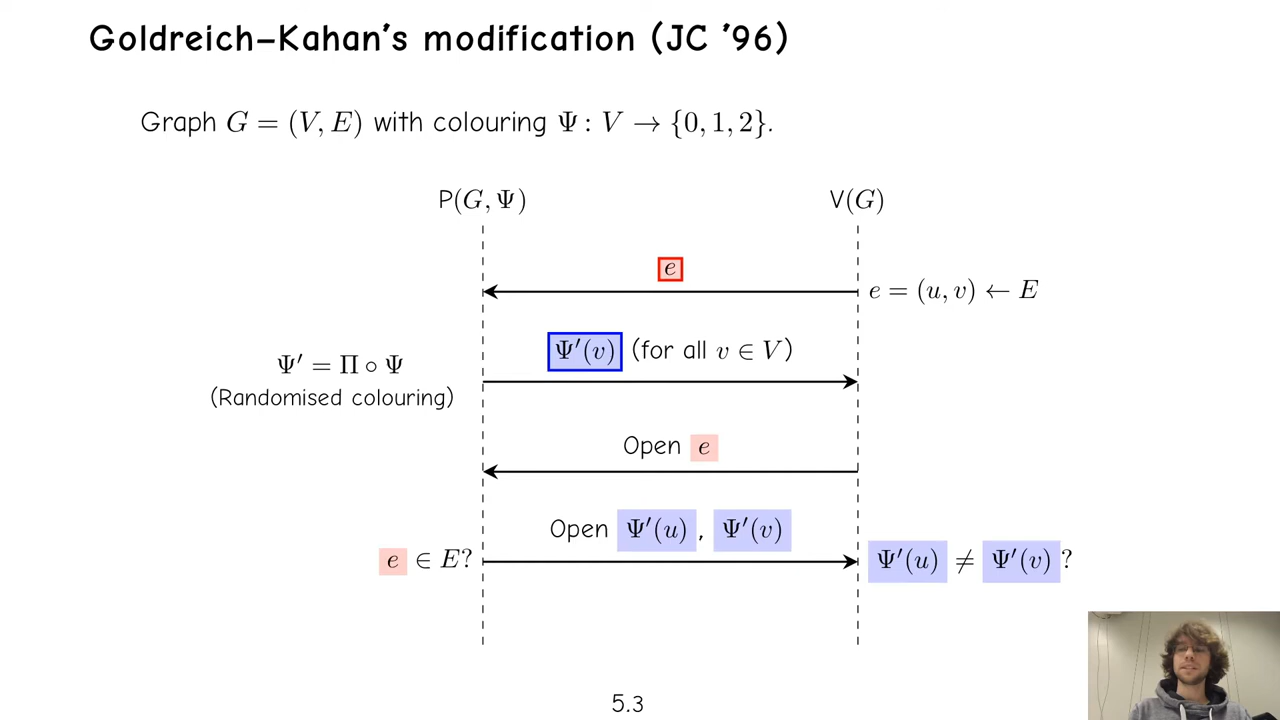 Goldreich–Kahan's modification (JC '96)
Graph G = (V, E) with colouring Ψ: V → {0, 1, 2}.
P(G, Ψ)
V(G)
e
e = (u, v) ← E
Ψ′(v) (for all v ∈ V)
Ψ′ = Π ∘ Ψ
(Randomised colouring)
Open e
Open Ψ′(u), Ψ′(v)
e ∈ E?
Ψ′(u) ≠ Ψ′(v)?
5.3